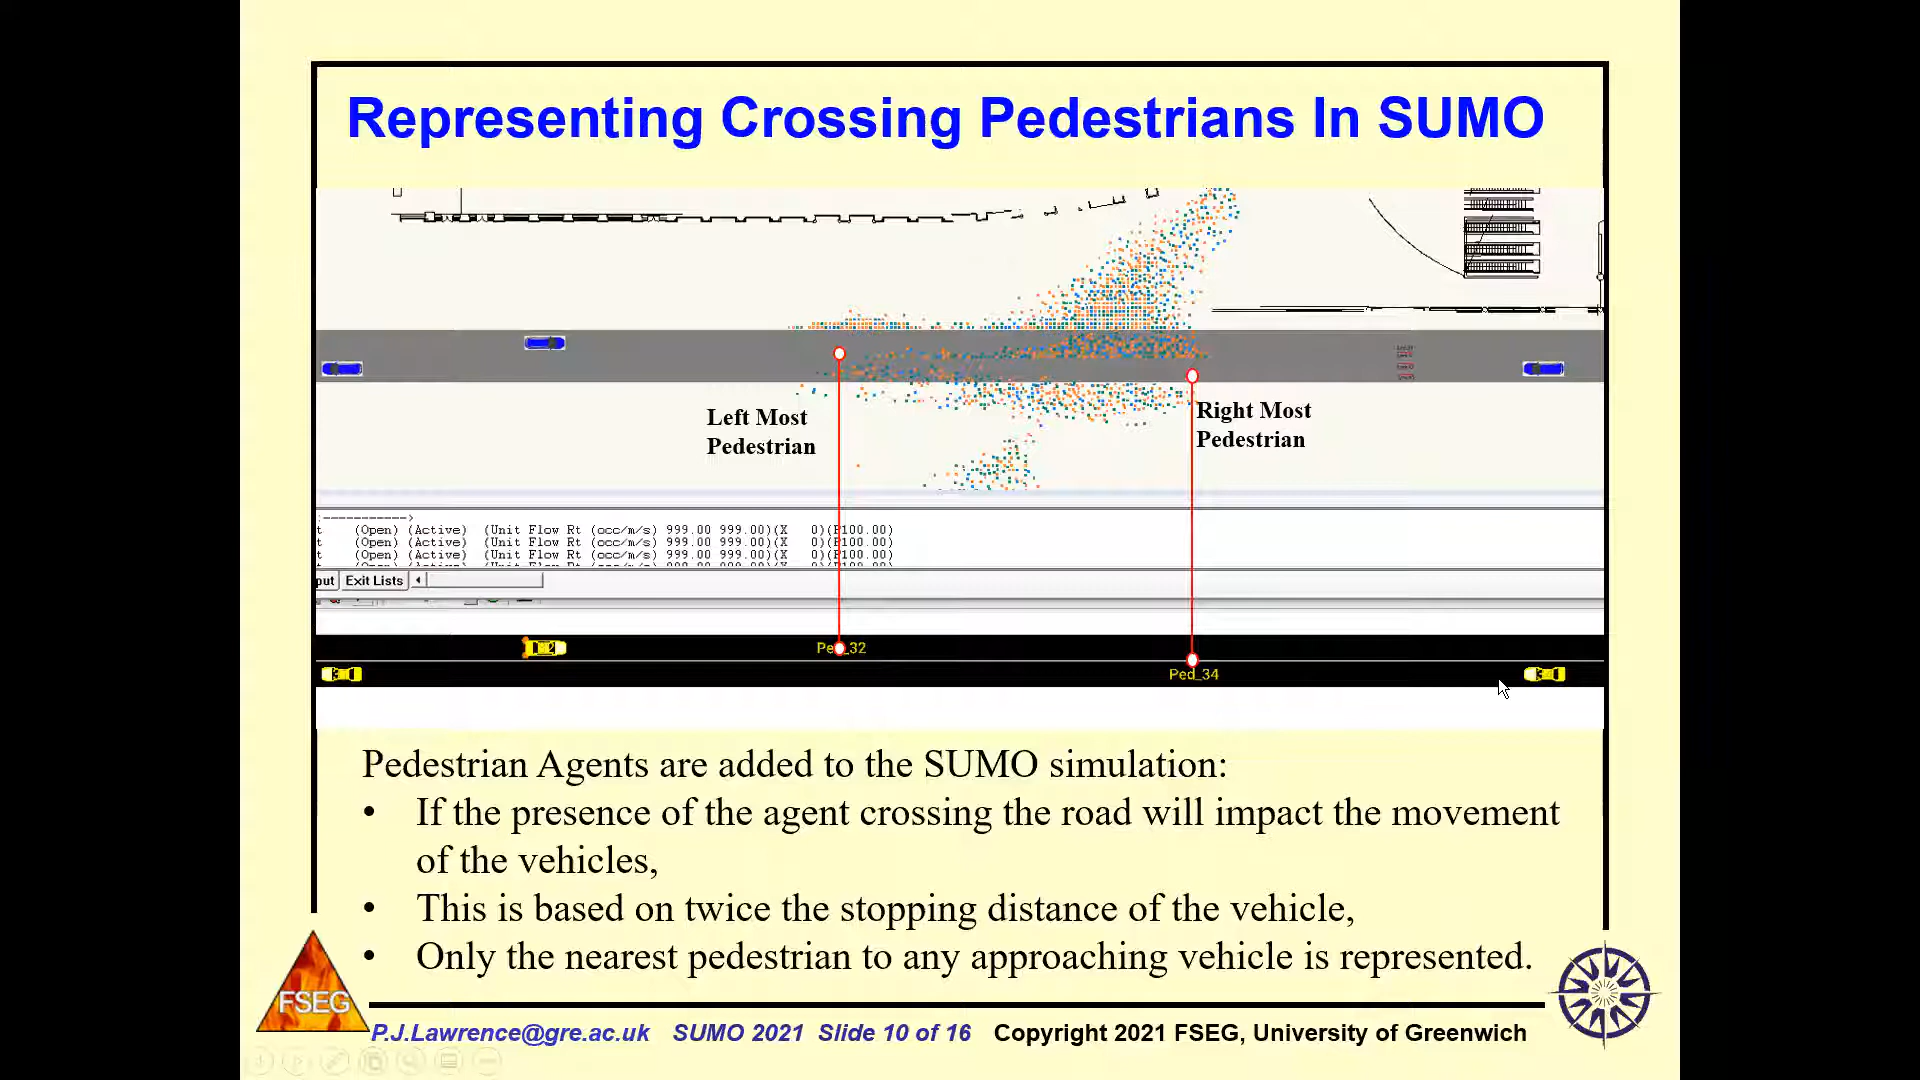 Representing Crossing Pedestrians In SUMO
Left Most
Pedestrian
Right Most
Pedestrian
t (Open) (Active) (Unit Flow Rt (occ/m/s) 999.00 999.00)(X 0)(P100.00)
t (Open) (Active) (Unit Flow Rt (occ/m/s) 999.00 999.00)(X 0)(P100.00)
t (Open) (Active) (Unit Flow Rt (occ/m/s) 999.00 999.00)(X 0)(P100.00)
put Exit Lists
Ped_32
Ped_34
Pedestrian Agents are added to the SUMO simulation:
• If the presence of the agent crossing the road will impact the movement
of the vehicles,
• This is based on twice the stopping distance of the vehicle,
• Only the nearest pedestrian to any approaching vehicle is represented.
FSEG
P.J.Lawrence@gre.ac.uk SUMO 2021 Slide 10 of 16 Copyright 2021 FSEG, University of Greenwich